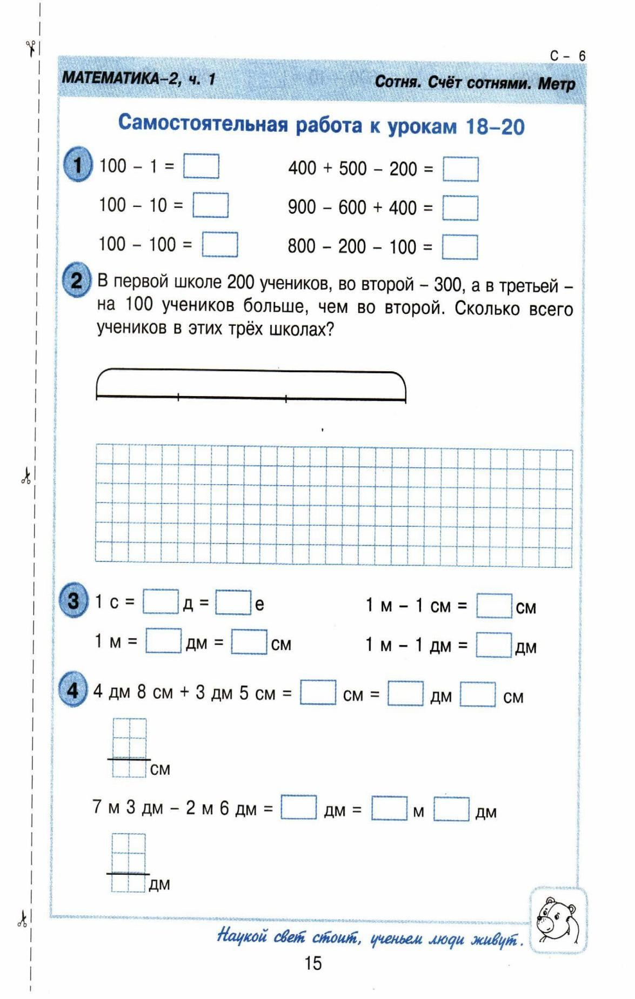 С - 6
МАТЕМАТИКА-2, ч. 1
Сотня. Счёт сотнями. Метр
Самостоятельная работа к урокам 18-20
1 100 - 1 = 400 + 500 - 200 =
100 - 10 = 900 - 600 + 400 =
100 - 100 = 800 - 200 - 100 =
2 В первой школе 200 учеников, во второй - 300, а в третьей -
на 100 учеников больше, чем во второй. Сколько всего
учеников в этих трёх школах?
3 1 с = д = е 1 м - 1 см = см
1 м = дм = см 1 м - 1 дм = дм
4 4 дм 8 см + 3 дм 5 см = см = дм см
см
7 м 3 дм - 2 м 6 дм = дм = м дм
дм
Наукой свет стоит, ученьем люди живут.
15